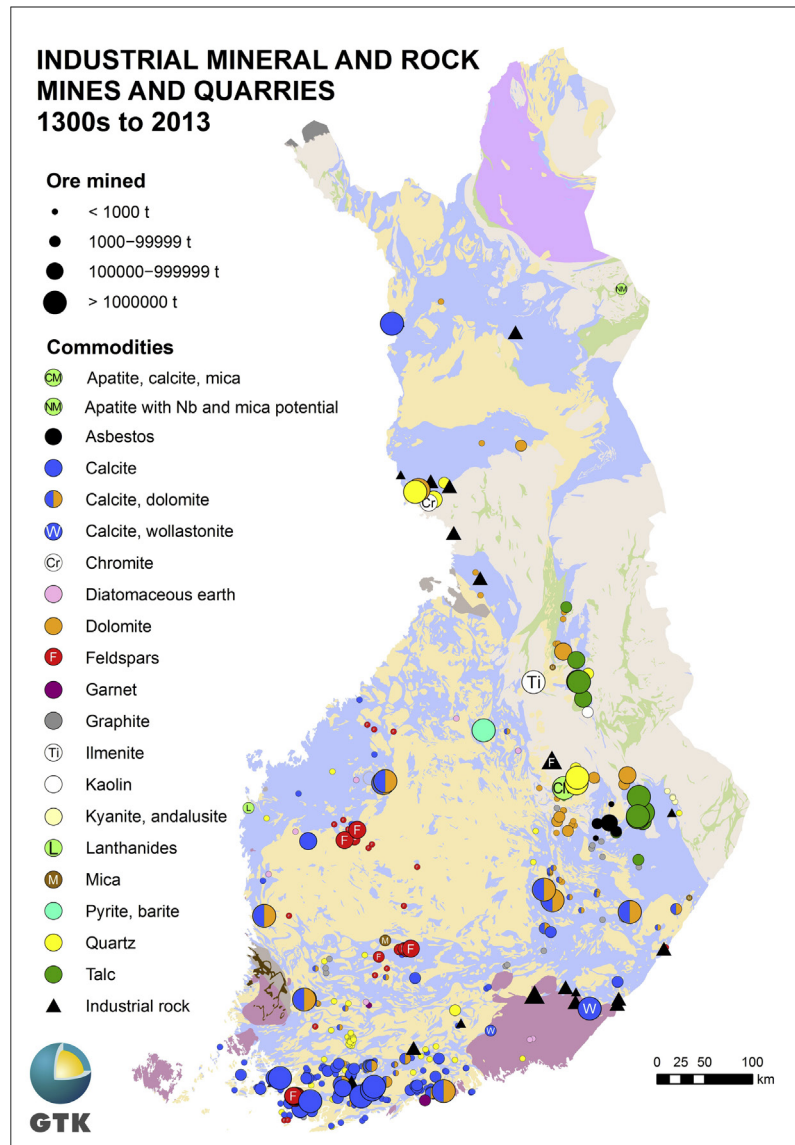 INDUSTRIAL MINERAL AND ROCK
MINES AND QUARRIES
1300s to 2013
Ore mined
< 1000 t
1000–99999 t
100000–999999 t
> 1000000 t
Commodities
CM Apatite, calcite, mica
NM Apatite with Nb and mica potential
Asbestos
Calcite
Calcite, dolomite
W Calcite, wollastonite
Cr Chromite
Diatomaceous earth
Dolomite
F Feldspars
Garnet
Graphite
Ti Ilmenite
Kaolin
Kyanite, andalusite
L Lanthanides
M Mica
Pyrite, barite
Quartz
Talc
Industrial rock
NM
Cr
Ti
F
L
F
F
M
F
F
W
W
F
0 25 50 100
km
GTK